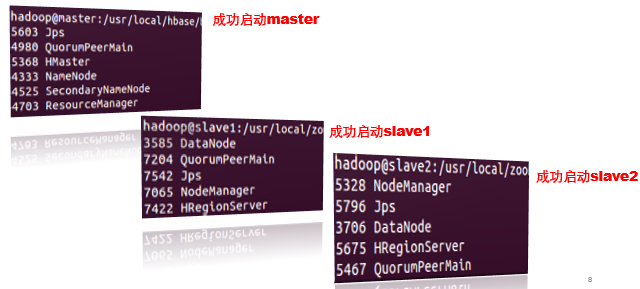 hadoop@master:/usr/local/hbase/
成功启动master
5603 Jps
4980 QuorumPeerMain
5368 HMaster
4333 NameNode
4525 SecondaryNameNode
4703 ResourceManager
hadoop@slave1:/usr/local/zoo
成功启动slave1
3585 DataNode
7204 QuorumPeerMain
7542 Jps
7065 NodeManager
7422 HRegionServer
hadoop@slave2:/usr/local/zoo
成功启动slave2
5328 NodeManager
5796 Jps
3706 DataNode
5675 HRegionServer
5467 QuorumPeerMain
8